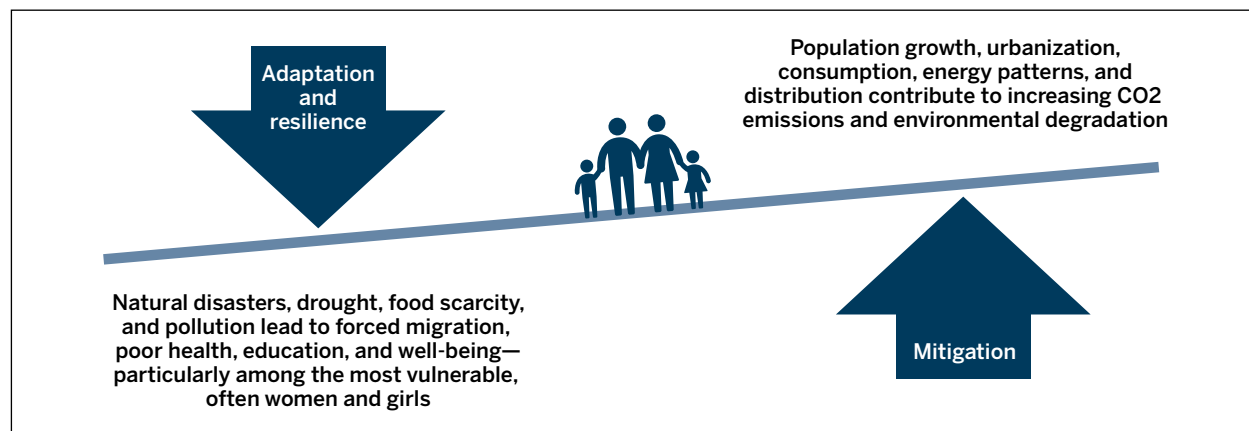 Adaptation
and
resilience
Population growth, urbanization,
consumption, energy patterns, and
distribution contribute to increasing CO2
emissions and environmental degradation
Natural disasters, drought, food scarcity,
and pollution lead to forced migration,
poor health, education, and well-being—
particularly among the most vulnerable,
often women and girls
Mitigation